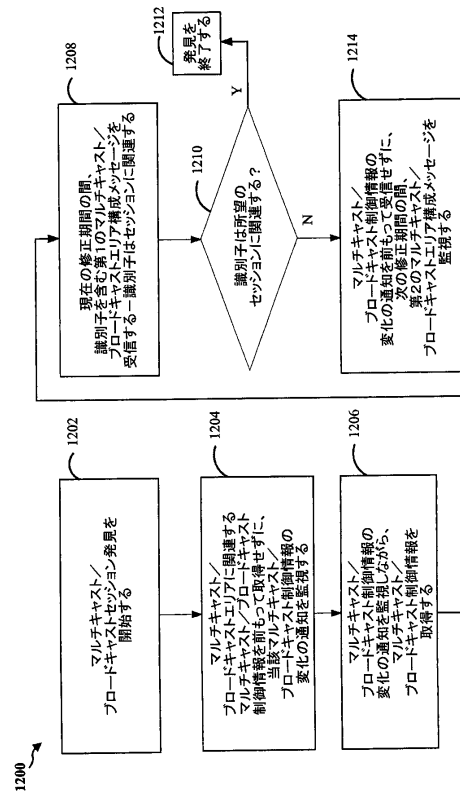 1200
1202
マルチキャスト/
ブロードキャストセッション発見を
開始する
1204
マルチキャスト/
ブロードキャストエリアに関連する
マルチキャスト/ブロードキャスト
制御情報を前もって取得せずに、
当該マルチキャスト/
ブロードキャスト制御情報の
変化の通知を監視する
1206
マルチキャスト/
ブロードキャスト制御情報の
変化の通知を監視しながら、
マルチキャスト/
ブロードキャスト制御情報を
取得する
1208
現在の修正期間の間、
識別子を含む第1のマルチキャスト/
ブロードキャストエリア構成メッセージを
受信する－識別子はセッションに関連する
1210
識別子は所望の
セッションに関連する?
Y
1212
発見を
終了する
N
1214
マルチキャスト/
ブロードキャスト制御情報の
変化の通知を前もって受信せずに、
次の修正期間の間、
第2のマルチキャスト/
ブロードキャストエリア構成メッセージを
監視する